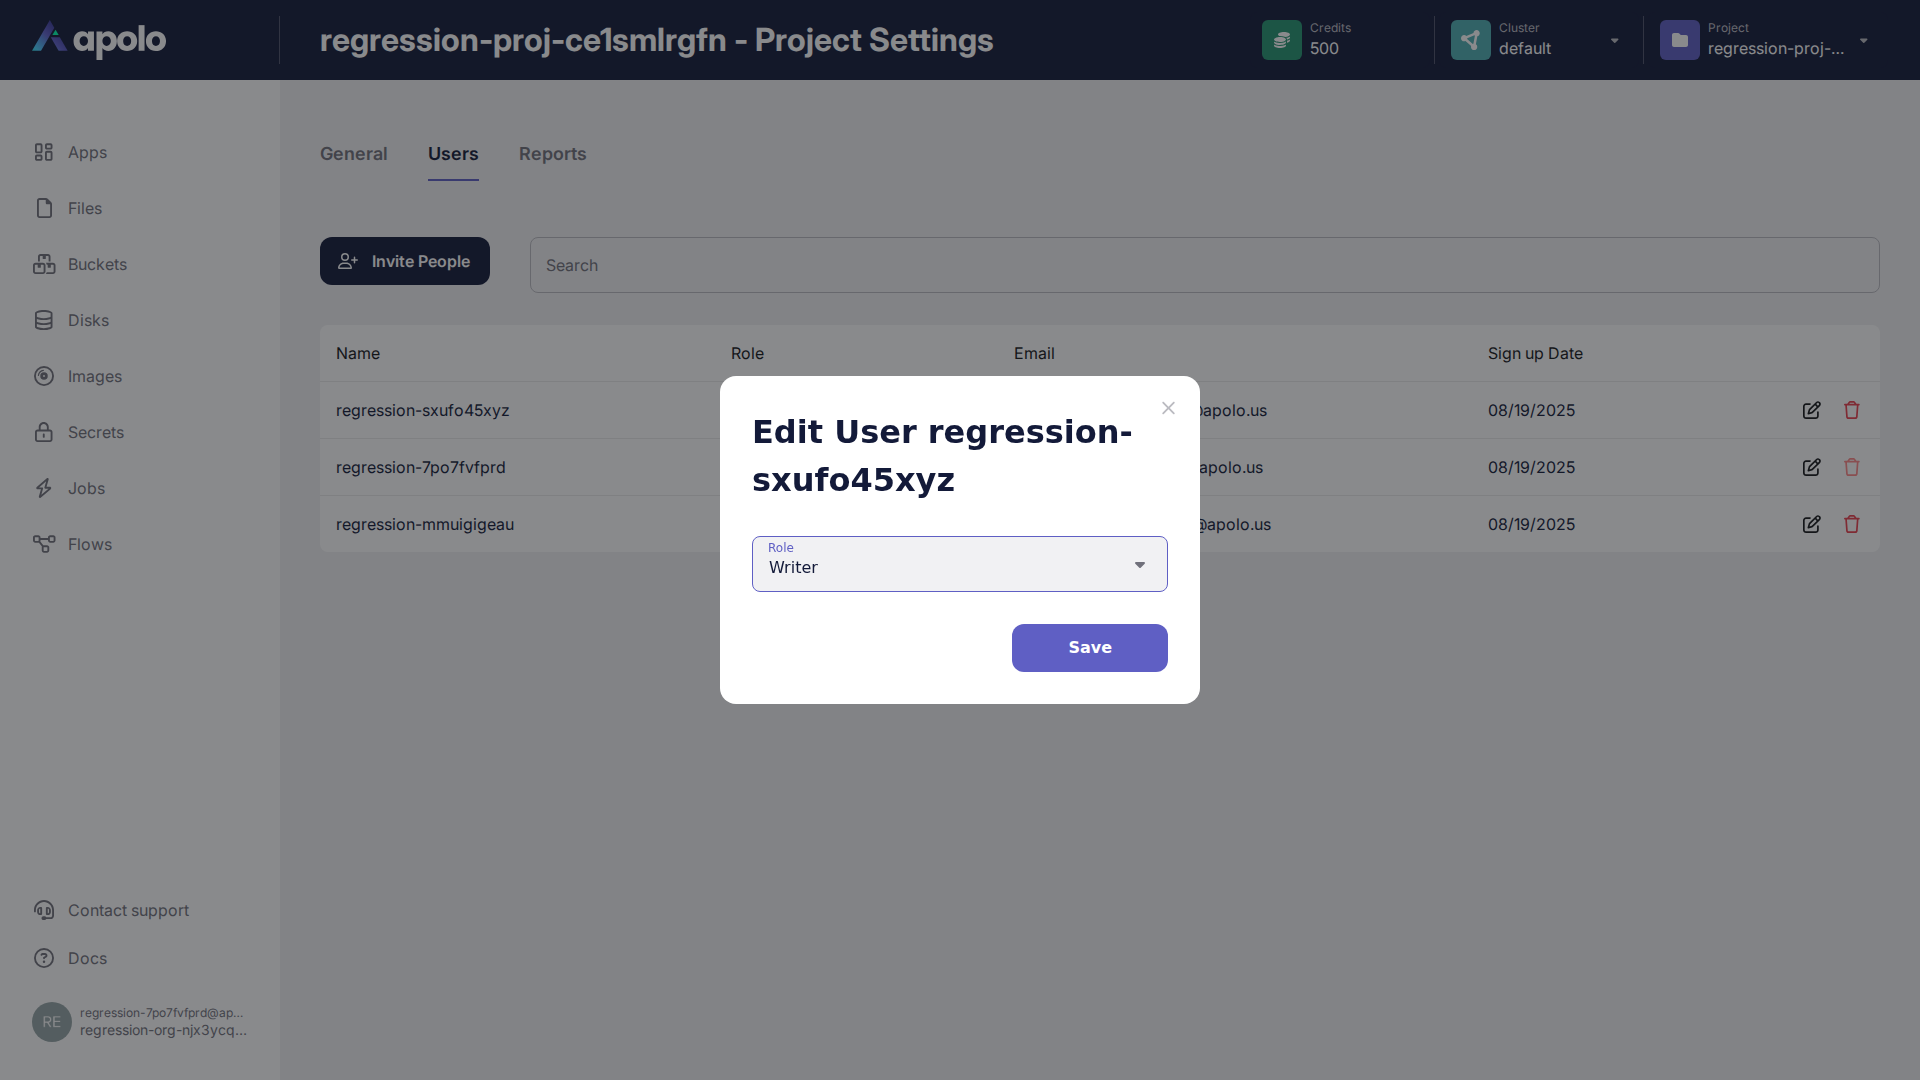 apolo
regression-proj-ce1smlrgfn - Project Settings
Credits
500
Cluster
default
Project
regression-proj-...
Apps
Files
Buckets
Disks
Images
Secrets
Jobs
Flows
General
Users
Reports
Invite People
Search
Name
Role
Email
Sign up Date
regression-sxufo45xyz
@apolo.us
08/19/2025
regression-7po7fvfprd
apolo.us
08/19/2025
regression-mmuigigeau
@apolo.us
08/19/2025
Edit User regression-
sxufo45xyz
Role
Writer
Save
Contact support
Docs
RE
regression-7po7fvfprd@ap...
regression-org-njx3ycq...